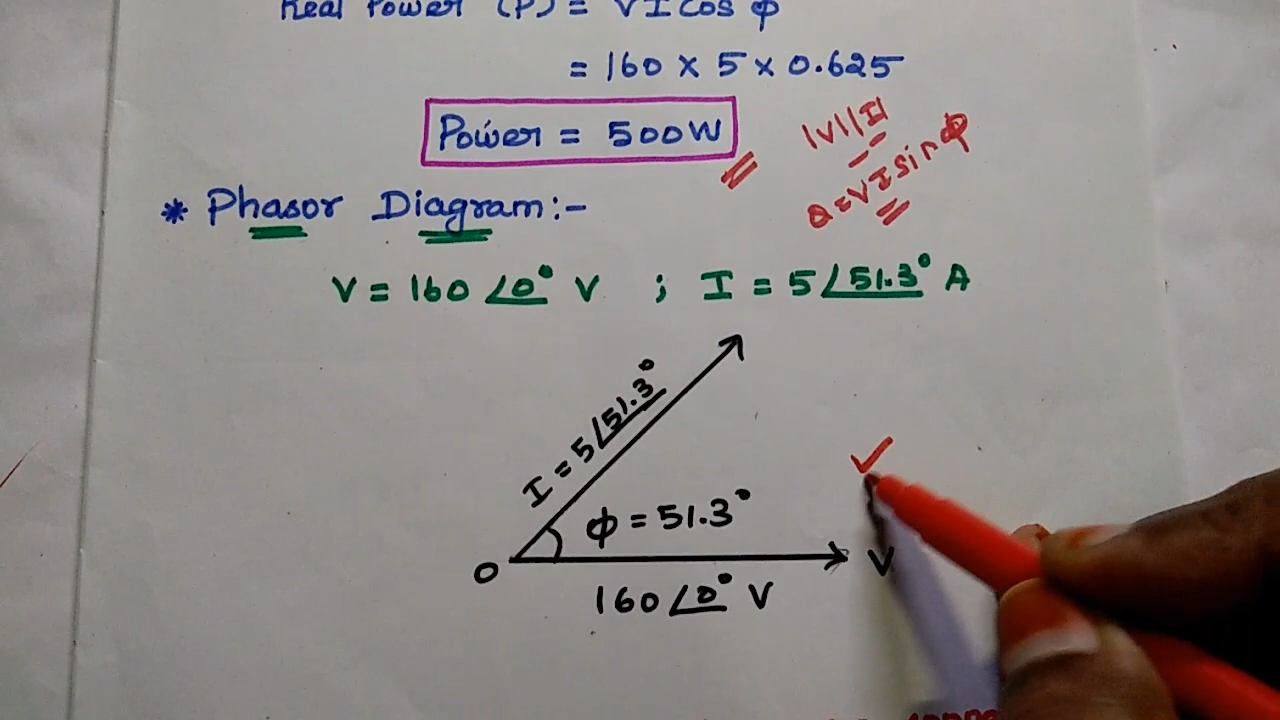 Real Power (P) = VI cos φ
= 160 × 5 × 0.625
Power = 500W
|V||I|
Q = VI sin φ
* Phasor Diagram:-
V = 160 ∠0° V ; I = 5∠51.3° A
I = 5∠51.3°
φ = 51.3°
O
V
160∠0° V